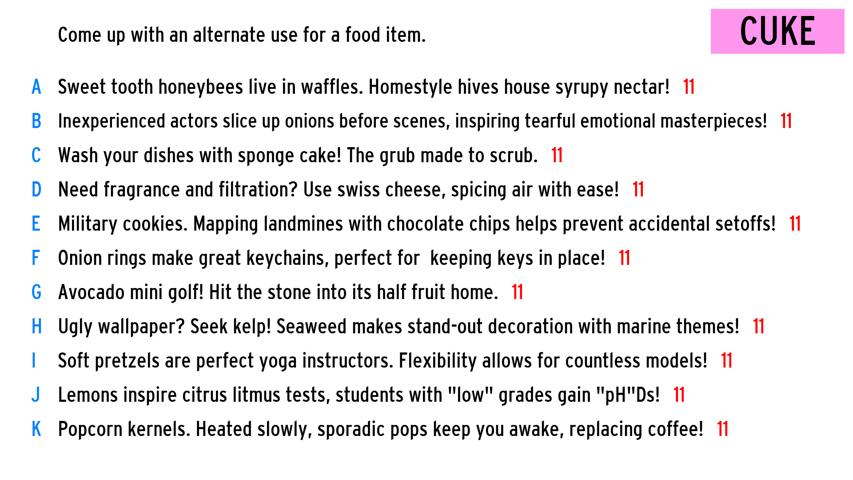 Come up with an alternate use for a food item.
CUKE
A Sweet tooth honeybees live in waffles. Homestyle hives house syrupy nectar! 11
B Inexperienced actors slice up onions before scenes, inspiring tearful emotional masterpieces! 11
C Wash your dishes with sponge cake! The grub made to scrub. 11
D Need fragrance and filtration? Use swiss cheese, spicing air with ease! 11
E Military cookies. Mapping landmines with chocolate chips helps prevent accidental setoffs! 11
F Onion rings make great keychains, perfect for  keeping keys in place! 11
G Avocado mini golf! Hit the stone into its half fruit home. 11
H Ugly wallpaper? Seek kelp! Seaweed makes stand-out decoration with marine themes! 11
I Soft pretzels are perfect yoga instructors. Flexibility allows for countless models! 11
J Lemons inspire citrus litmus tests, students with "low" grades gain "pH"Ds! 11
K Popcorn kernels. Heated slowly, sporadic pops keep you awake, replacing coffee! 11